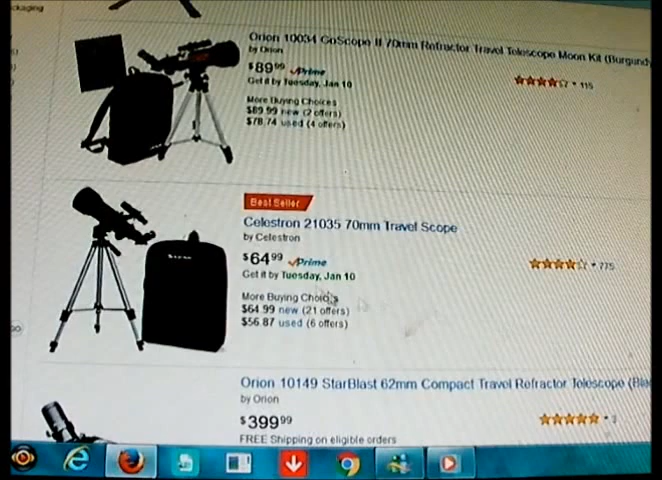 ckaging
Orion 10034 GoScope II 70mm Refractor Travel Telescope Moon Kit (Burgundy
by Orion
$89 99 Prime
Get it by Tuesday, Jan 10
115
More Buying Choices
$89.99 new (2 offers)
$78.74 used (4 offers)
Best Seller
Celestron 21035 70mm Travel Scope
by Celestron
$64 99 Prime
Get it by Tuesday, Jan 10
775
More Buying Choices
$64.99 new (21 offers)
$56.87 used (6 offers)
Orion 10149 StarBlast 62mm Compact Travel Refractor Telescope (Bla
by Orion
$399 99
3
FREE Shipping on eligible orders